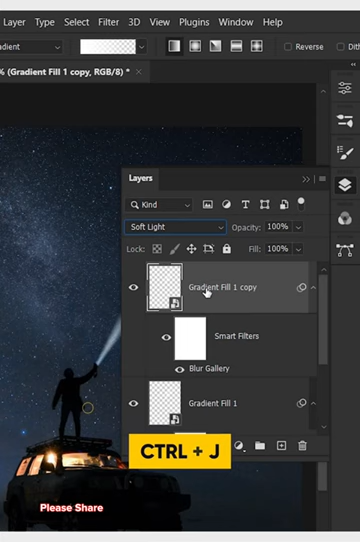 Layer Type Select Filter 3D View Plugins Window Help
adient Reverse Dith
% (Gradient Fill 1 copy, RGB/8) * ×
Layers
Kind
Soft Light Opacity: 100%
Lock: Fill: 100%
Gradient Fill 1 copy
Smart Filters
Blur Gallery
Gradient Fill 1
CTRL + J
Please Share